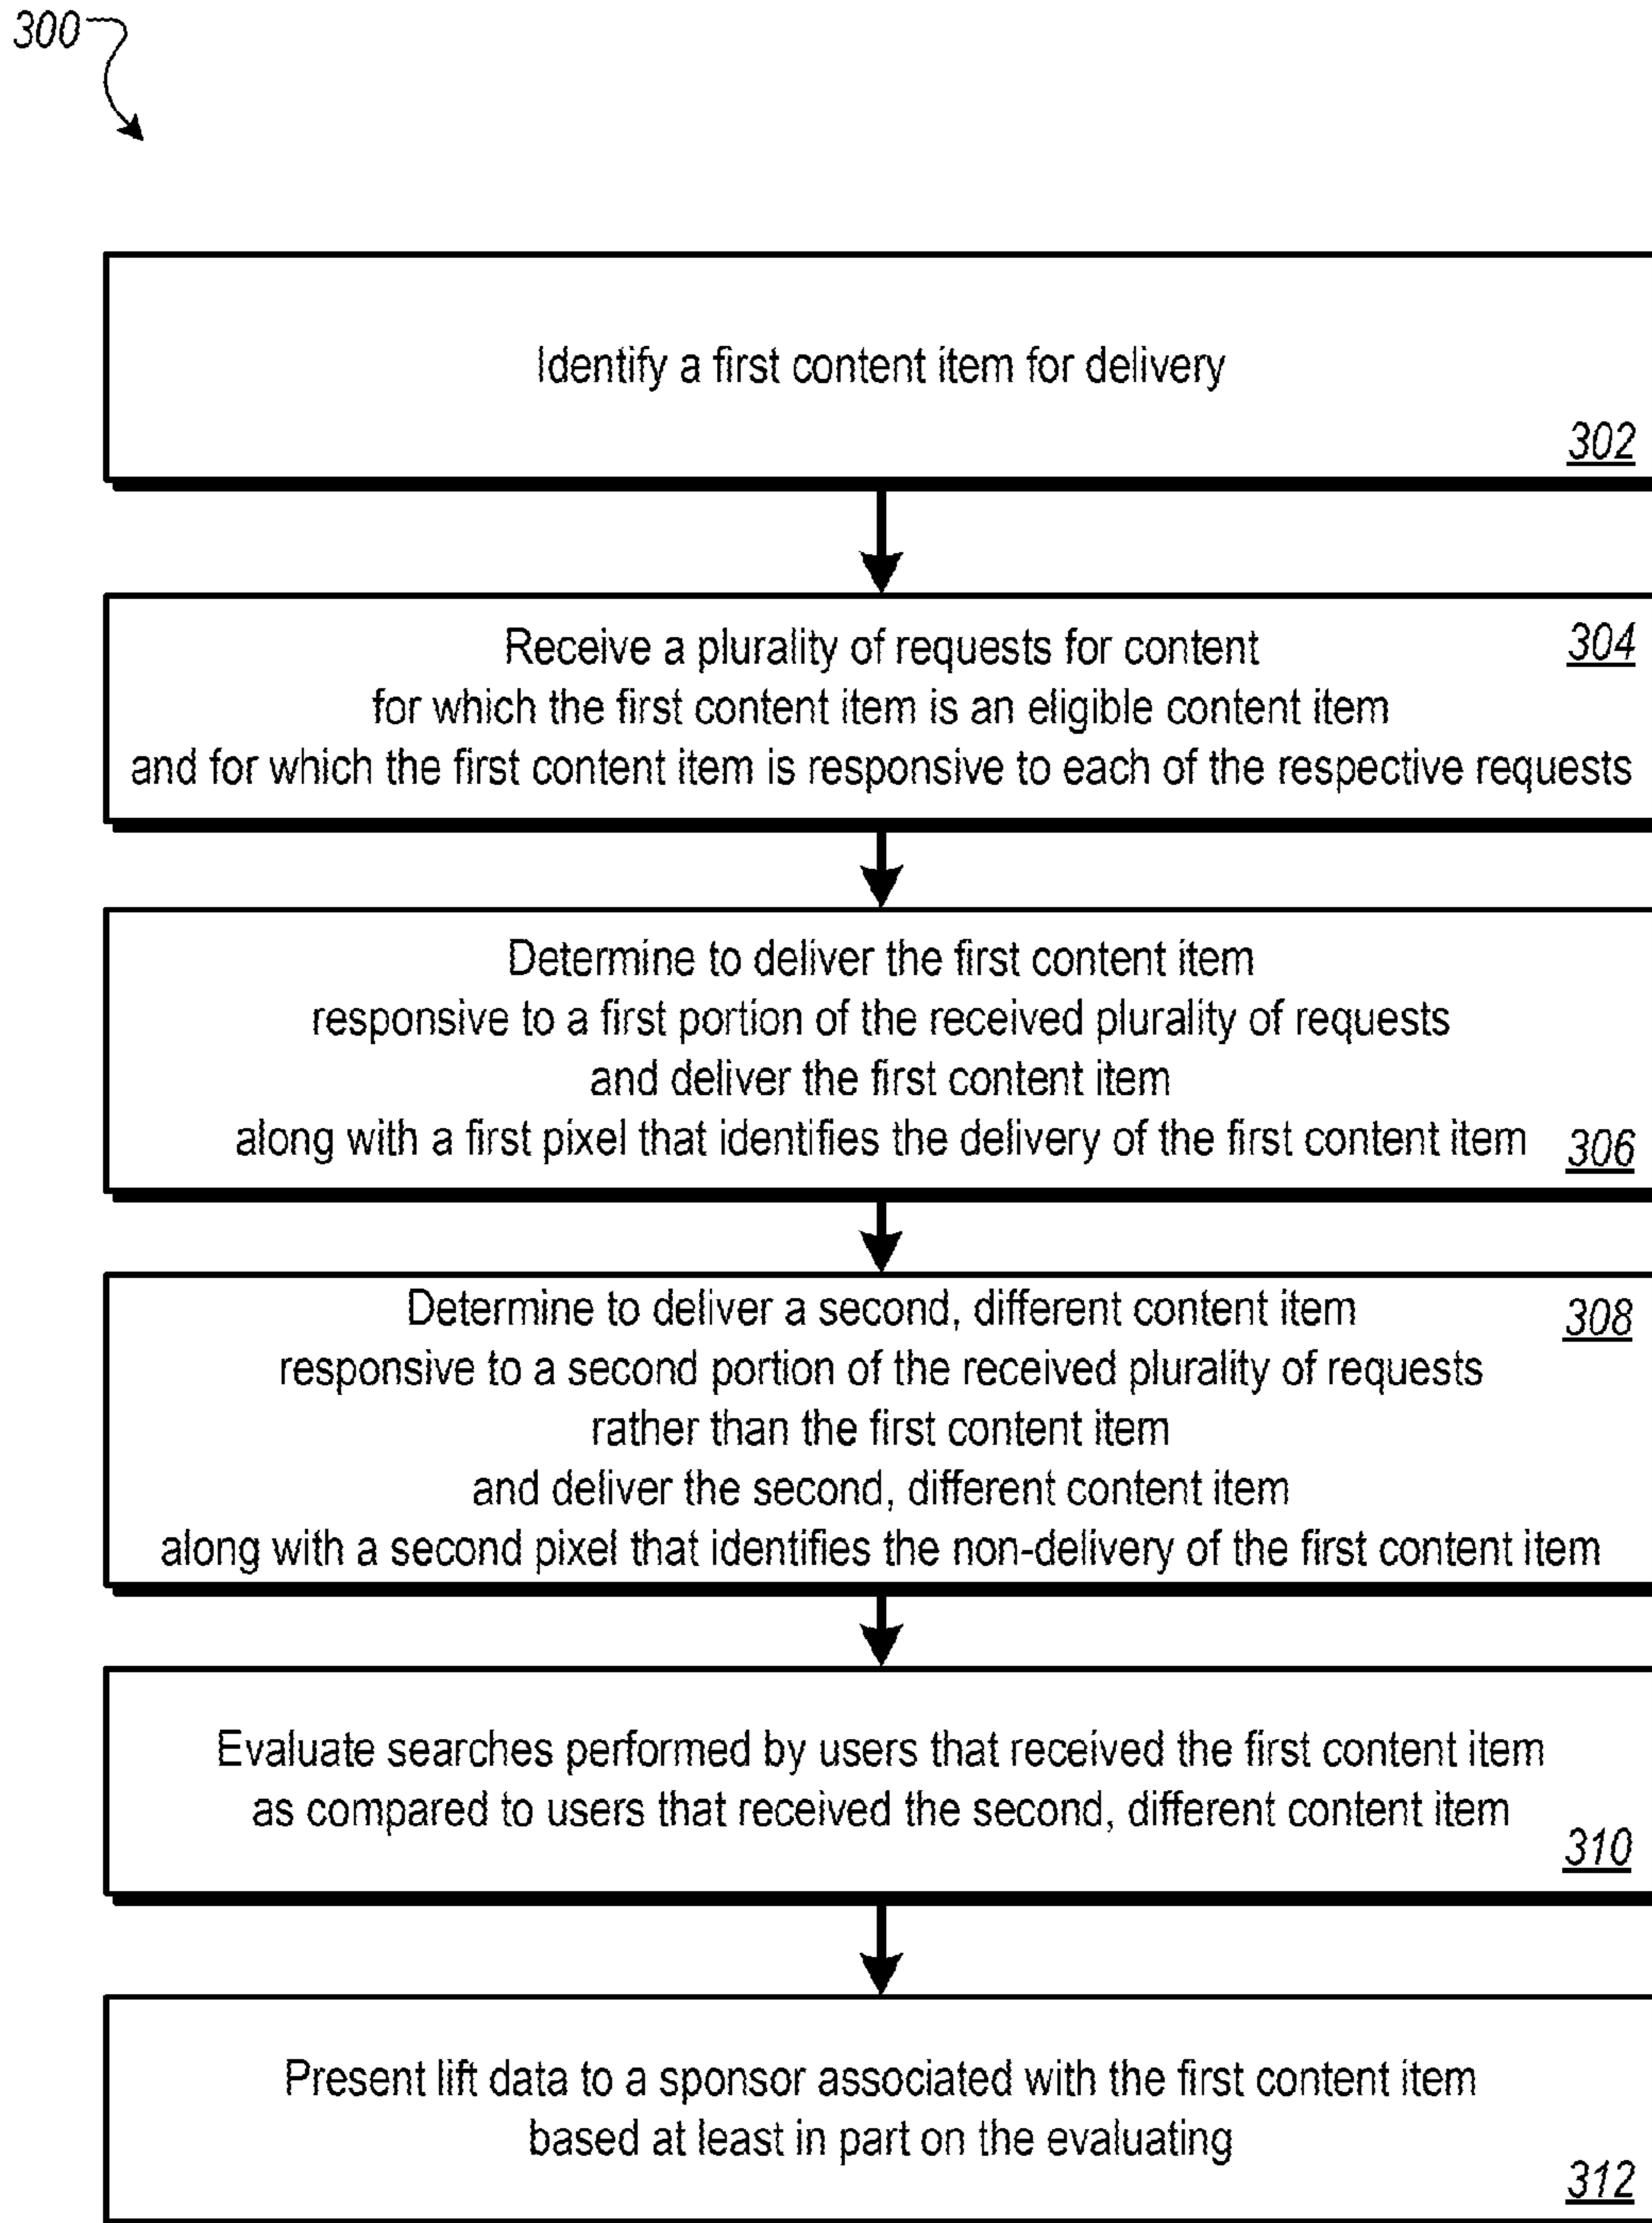 300
Identify a first content item for delivery
302
Receive a plurality of requests for content
304
for which the first content item is an eligible content item
and for which the first content item is responsive to each of the respective requests
Determine to deliver the first content item
responsive to a first portion of the received plurality of requests
and deliver the first content item
along with a first pixel that identifies the delivery of the first content item
306
Determine to deliver a second, different content item
308
responsive to a second portion of the received plurality of requests
rather than the first content item
and deliver the second, different content item
along with a second pixel that identifies the non-delivery of the first content item
Evaluate searches performed by users that received the first content item
as compared to users that received the second, different content item
310
Present lift data to a sponsor associated with the first content item
based at least in part on the evaluating
312